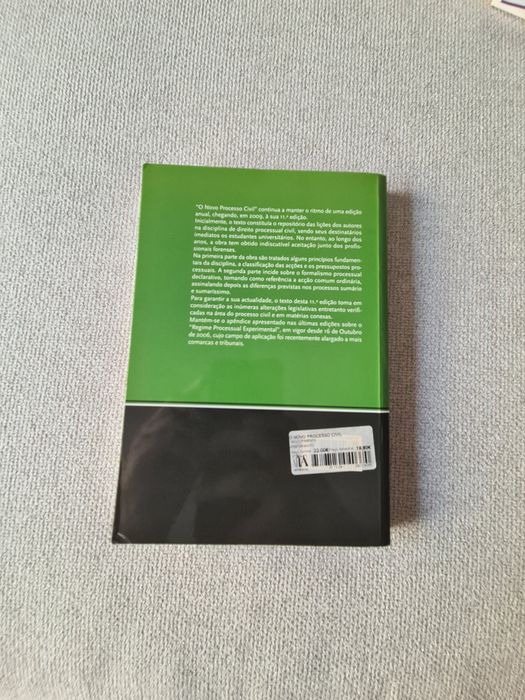 "O Novo Processo Civil" continua a manter o ritmo de uma edição
anual, chegando, em 2009, à sua 11.ª edição.
Inicialmente, o texto constituía o repositório das lições dos autores
na disciplina de direito processual civil, sendo seus destinatários
imediatos os estudantes universitários. No entanto, ao longo dos
anos, a obra tem obtido indiscutível aceitação junto dos profis-
sionais forenses.
Na primeira parte da obra são tratados alguns princípios fundamen-
tais da disciplina, a classificação das acções e os pressupostos pro-
cessuais. A segunda parte incide sobre o formalismo processual
declarativo, tomando como referência a acção comum ordinária,
assinalando depois as diferenças previstas nos processos sumário
e sumaríssimo.
Para garantir a sua actualidade, o texto desta 11.ª edição toma em
consideração as inúmeras alterações legislativas entretanto verifi-
cadas na área do processo civil e em matérias conexas.
Mantém-se o apêndice apresentado nas últimas edições sobre o
"Regime Processual Experimental", em vigor desde 16 de Outubro
de 2006, cujo campo de aplicação foi recentemente alargado a mais
comarcas e tribunais.
O NOVO PROCESSO CIVIL
22.00€ 19.80€